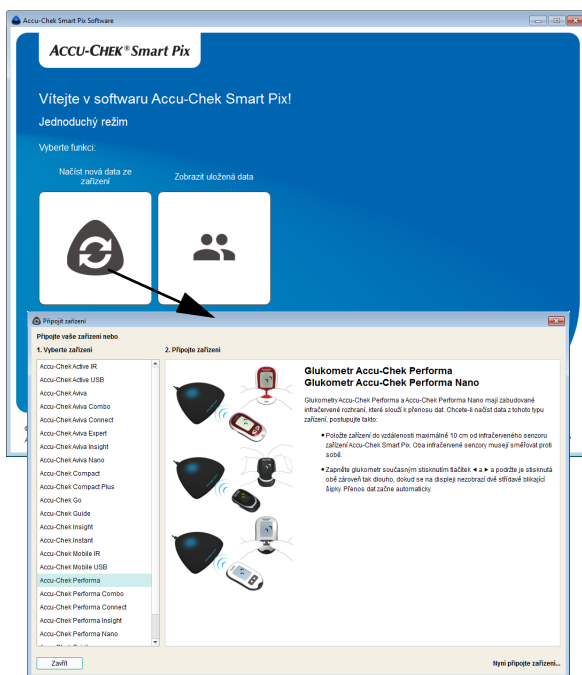 Accu-Chek Smart Pix Software
ACCU-CHEK® Smart Pix
Vítejte v softwaru Accu-Chek Smart Pix!
Jednoduchý režim
Vyberte funkci:
Načíst nová data ze
zařízení
Zobrazit uložená data
Připojit zařízení
Připojte vaše zařízení nebo
1. Vyberte zařízení
2. Připojte zařízení
Accu-Chek Active IR
Accu-Chek Active USB
Accu-Chek Aviva
Accu-Chek Aviva Combo
Accu-Chek Aviva Connect
Accu-Chek Aviva Expert
Accu-Chek Aviva Insight
Accu-Chek Aviva Nano
Accu-Chek Compact
Accu-Chek Compact Plus
Accu-Chek Go
Accu-Chek Guide
Accu-Chek Insight
Accu-Chek Instant
Accu-Chek Mobile IR
Accu-Chek Mobile USB
Accu-Chek Performa
Accu-Chek Performa Combo
Accu-Chek Performa Connect
Accu-Chek Performa Insight
Accu-Chek Performa Nano
Glukometr Accu-Chek Performa
Glukometr Accu-Chek Performa Nano
Glukometry Accu-Chek Performa a Accu-Chek Performa Nano mají zabudované
infračervené rozhraní, které slouží k přenosu dat. Chcete-li načíst data z tohoto typu
zařízení, postupujte takto:
• Položte zařízení do vzdálenosti maximálně 10 cm od infračerveného senzoru
zařízení Accu-Chek Smart Pix. Oba infračervené senzory musejí směřovat proti
sobě.
• Zapněte glukometr současným stisknutím tlačítek ◄ a ► a podržte je stisknutá
obě zároveň tak dlouho, dokud se na displeji nezobrazí dvě střídavě blikající
šipky. Přenos dat začne automaticky.
Zavřít
Nyní připojte zařízení...